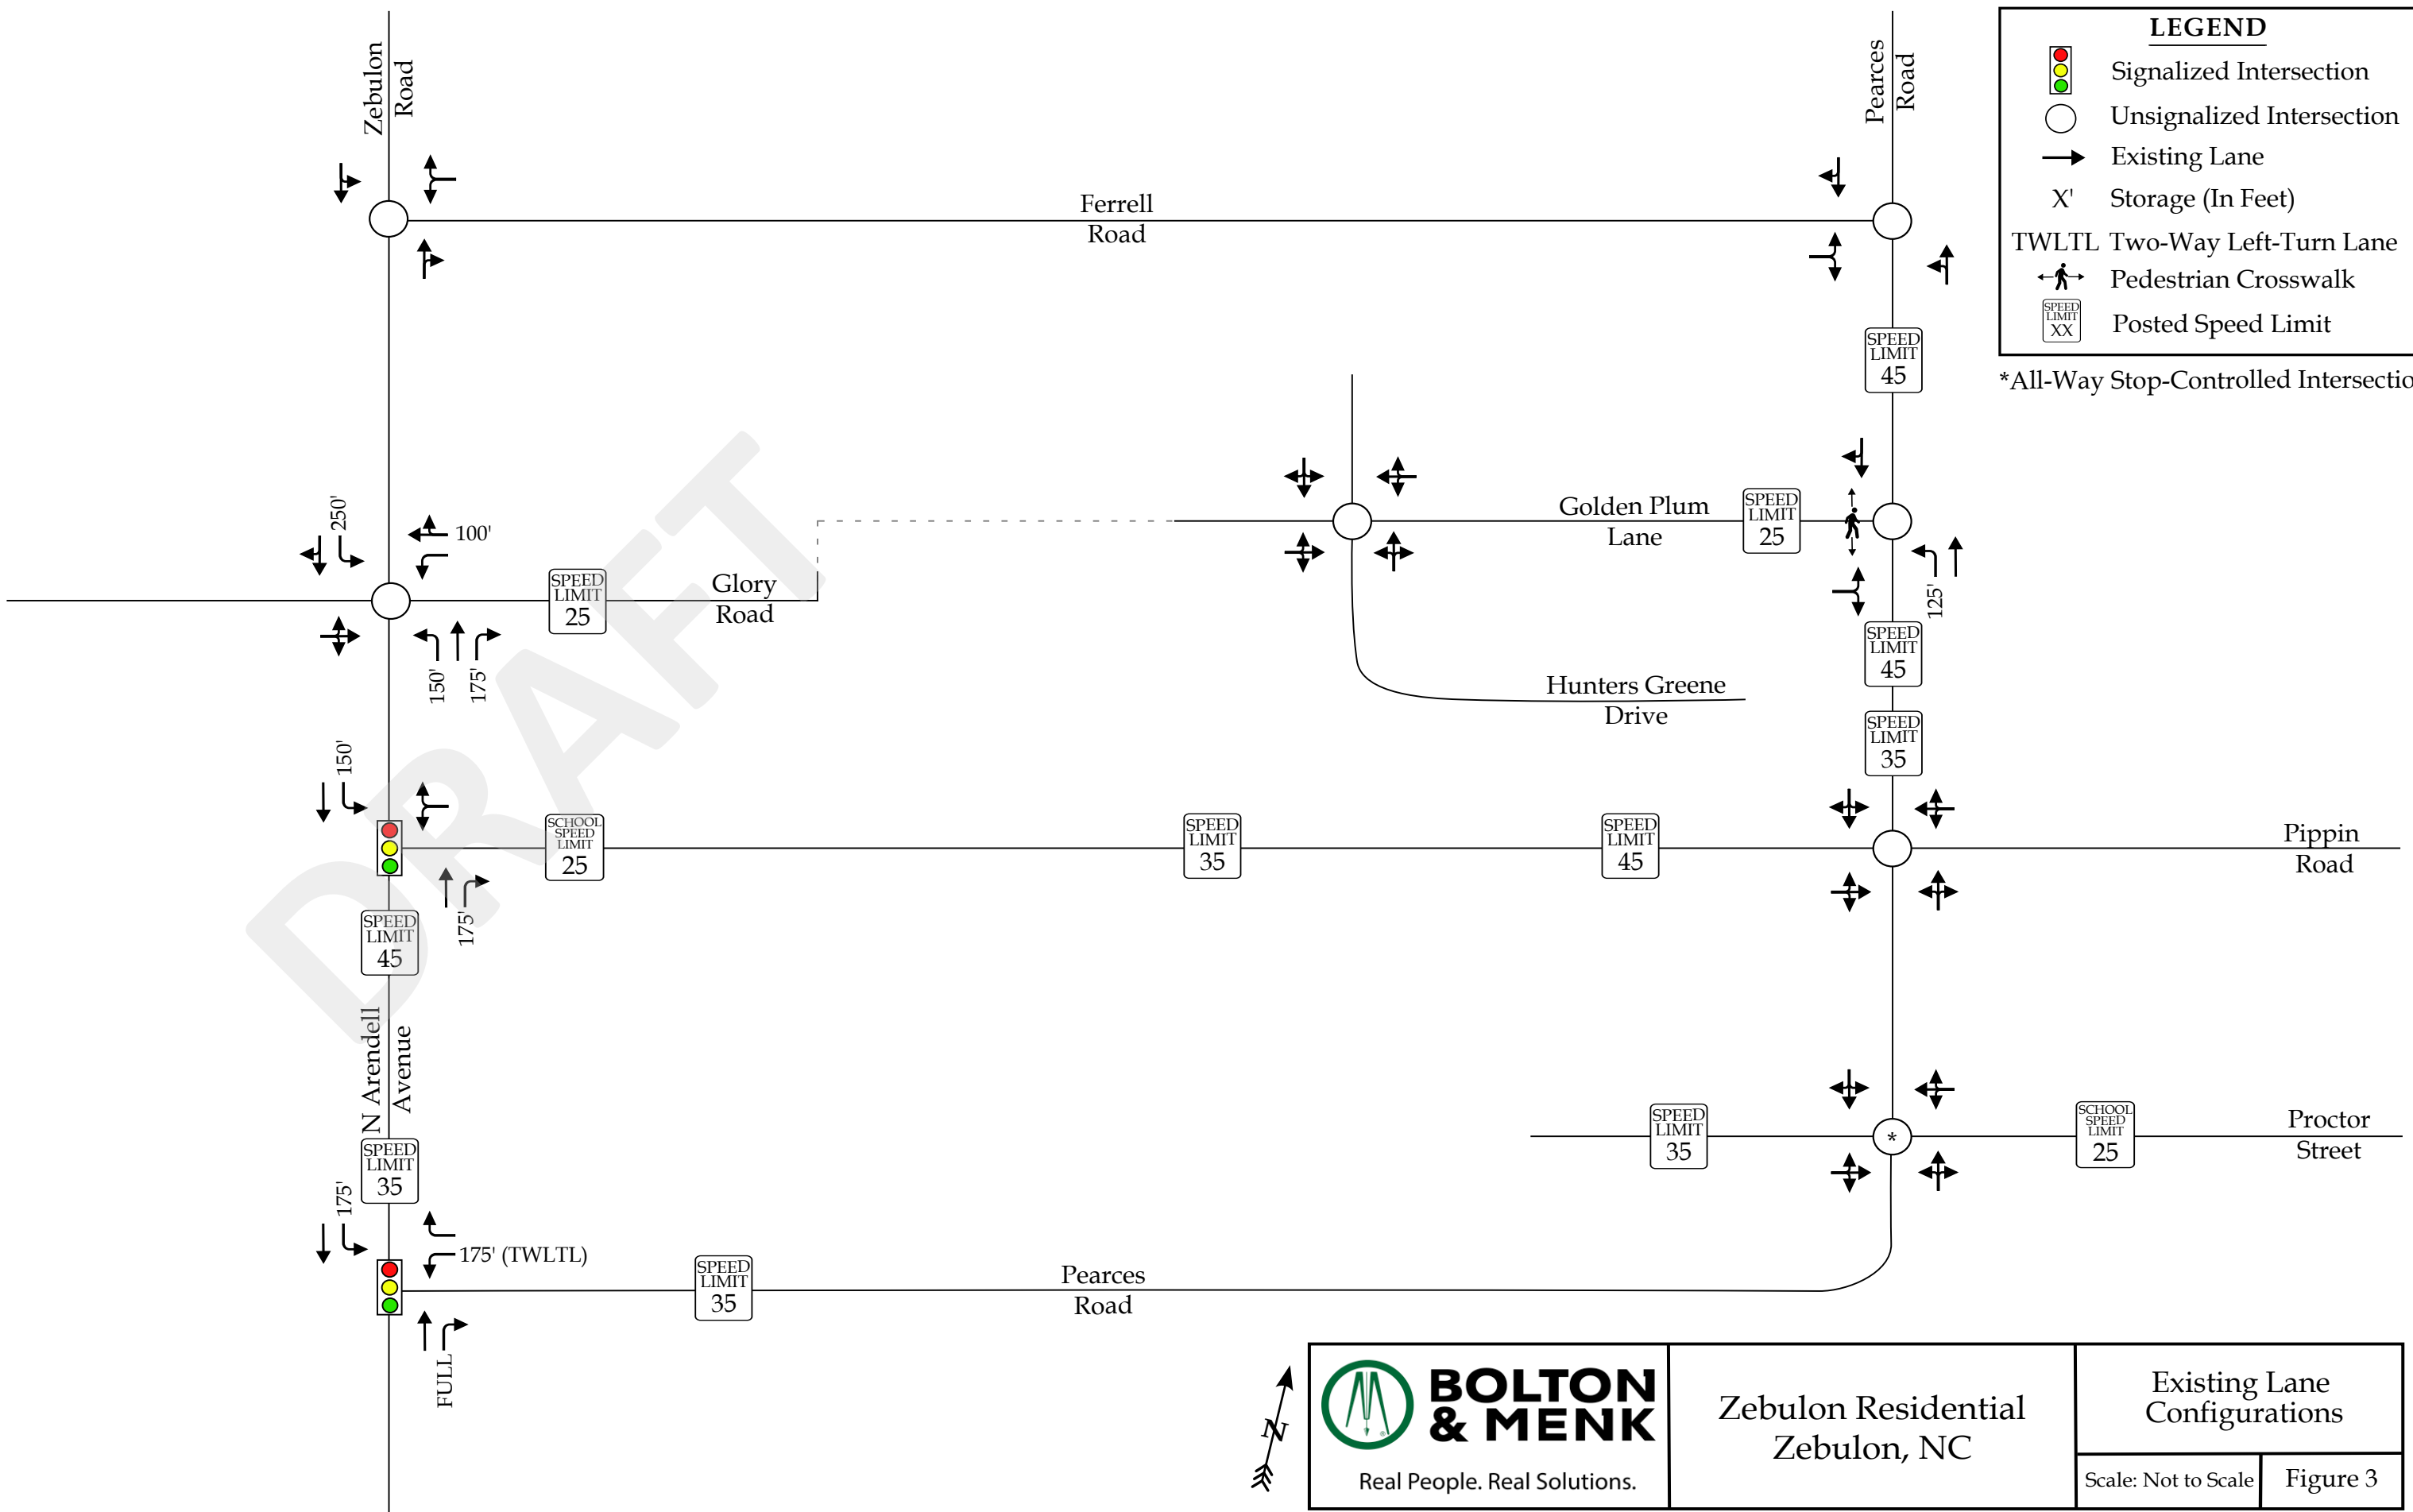 LEGEND
Signalized Intersection
Unsignalized Intersection
Existing Lane
X' Storage (In Feet)
TWLTL Two-Way Left-Turn Lane
Pedestrian Crosswalk
SPEED
LIMIT
XX
Posted Speed Limit
*All-Way Stop-Controlled Intersectio
Zebulon
Road
Pearces
Road
Ferrell
Road
SPEED
LIMIT
45
250'
100'
SPEED
LIMIT
25
Glory
Road
150'
175'
Golden Plum
Lane
SPEED
LIMIT
25
125'
SPEED
LIMIT
45
Hunters Greene
Drive
SPEED
LIMIT
35
150'
SCHOOL
SPEED
LIMIT
25
SPEED
LIMIT
35
SPEED
LIMIT
45
Pippin
Road
175'
SPEED
LIMIT
45
DRAFT
N Arendell
Avenue
SPEED
LIMIT
35
SPEED
LIMIT
35
*
SCHOOL
SPEED
LIMIT
25
Proctor
Street
175'
175' (TWLTL)
SPEED
LIMIT
35
Pearces
Road
FULL
N
BOLTON
& MENK
®
Real People. Real Solutions.
Zebulon Residential
Zebulon, NC
Existing Lane
Configurations
Scale: Not to Scale
Figure 3